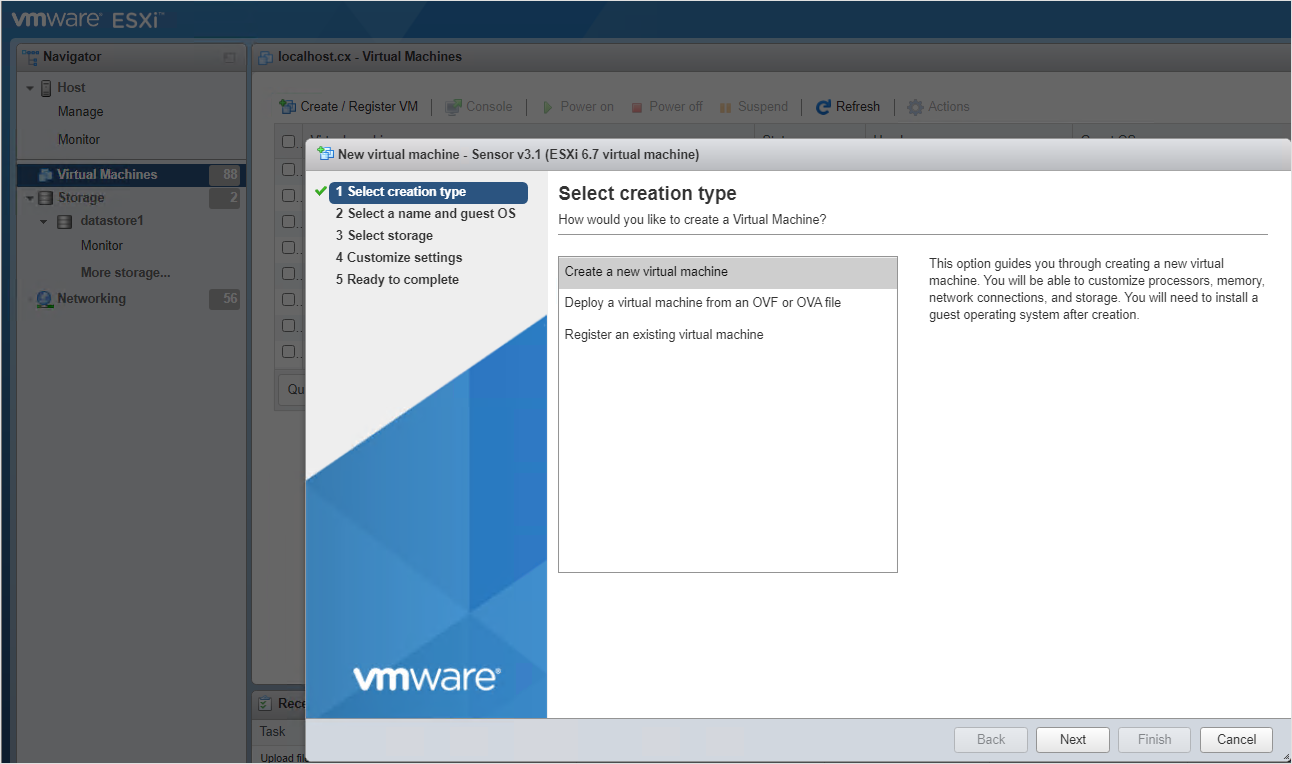 vmware® ESXi™
Navigator
Host
Manage
Monitor
Virtual Machines 88
Storage 2
datastore1
Monitor
More storage...
Networking 56
localhost.cx - Virtual Machines
Create / Register VM Console Power on Power off Suspend Refresh Actions
New virtual machine - Sensor v3.1 (ESXi 6.7 virtual machine)
1 Select creation type
2 Select a name and guest OS
3 Select storage
4 Customize settings
5 Ready to complete
vmware®
Select creation type
How would you like to create a Virtual Machine?
Create a new virtual machine
Deploy a virtual machine from an OVF or OVA file
Register an existing virtual machine
This option guides you through creating a new virtual
machine. You will be able to customize processors, memory,
network connections, and storage. You will need to install a
guest operating system after creation.
Task
Back Next Finish Cancel